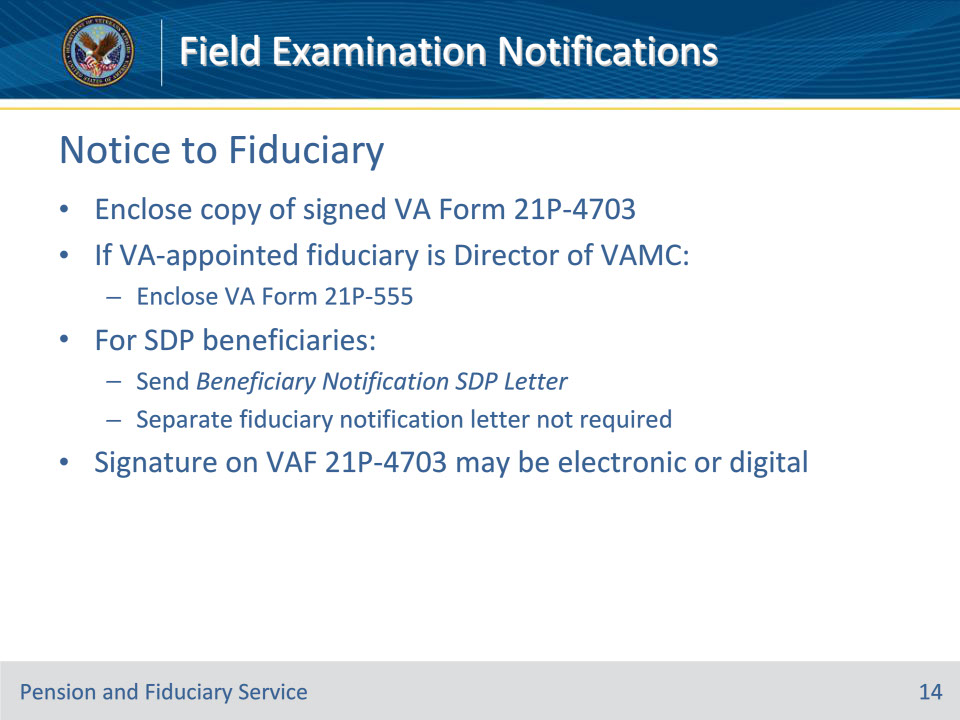 Field Examination Notifications
Notice to Fiduciary
• Enclose copy of signed VA Form 21P-4703
• If VA-appointed fiduciary is Director of VAMC:
– Enclose VA Form 21P-555
• For SDP beneficiaries:
– Send Beneficiary Notification SDP Letter
– Separate fiduciary notification letter not required
• Signature on VAF 21P-4703 may be electronic or digital
Pension and Fiduciary Service
14